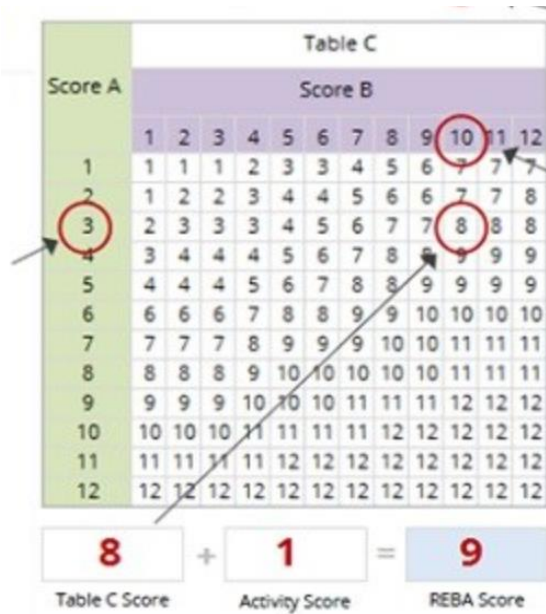 Table C
Score A
Score B
1 2 3 4 5 6 7 8 9 10 11 12
1 1 1 1 2 3 3 4 5 6 7 7 7
2 1 2 2 3 4 4 5 6 6 7 7 8
3 2 3 3 3 4 5 6 7 7 8 8 8
4 3 4 4 4 5 6 7 8 8 9 9 9
5 4 4 4 5 6 7 8 8 9 9 9 9
6 6 6 6 7 8 8 9 9 10 10 10 10
7 7 7 7 8 9 9 9 10 10 11 11 11
8 8 8 8 9 10 10 10 10 10 11 11 11
9 9 9 9 10 10 10 11 11 11 12 12 12
10 10 10 10 11 11 11 11 12 12 12 12 12
11 11 11 11 11 12 12 12 12 12 12 12 12
12 12 12 12 12 12 12 12 12 12 12 12 12
8 + 1 = 9
Table C Score Activity Score REBA Score